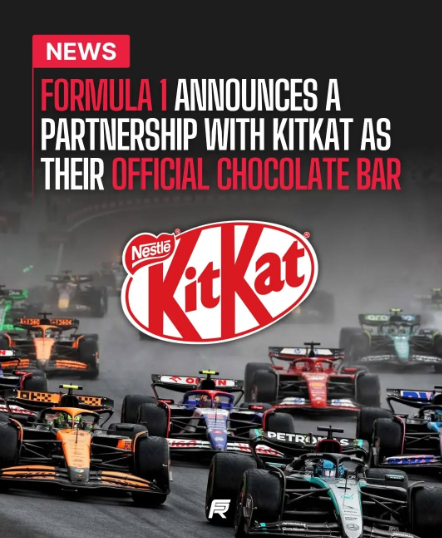 NEWS
FORMULA 1 ANNOUNCES A
PARTNERSHIP WITH KITKAT AS
THEIR OFFICIAL CHOCOLATE BAR
Nestlé
KitKat®
PETRONAS